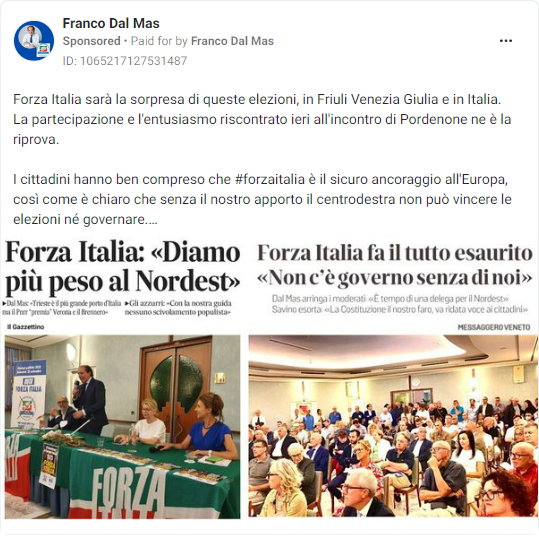 Franco Dal Mas
Sponsored • Paid for by Franco Dal Mas
ID: 1065217127531487
Forza Italia sarà la sorpresa di queste elezioni, in Friuli Venezia Giulia e in Italia.
La partecipazione e l'entusiasmo riscontrato ieri all'incontro di Pordenone ne è la
riprova.
I cittadini hanno ben compreso che #forzaitalia è il sicuro ancoraggio all'Europa,
così come è chiaro che senza il nostro apporto il centrodestra non può vincere le
elezioni né governare.…
Forza Italia: «Diamo
più peso al Nordest»
▸Dal Mas: «Trieste è il più grande porto d'Italia
ma il Pnrr "premia" Verona e il Brennero»
▸Gli azzurri: «Con la nostra guida
nessuno scivolamento populista»
Il Gazzettino
Forza Italia fa il tutto esaurito
«Non c'è governo senza di noi»
Dal Mas arringa i moderati «È tempo di una delega per il Nordest»
Savino esorta: «La Costituzione il nostro faro, va ridata voce ai cittadini»
MESSAGGERO VENETO
FORZA ITALIA
FORZA